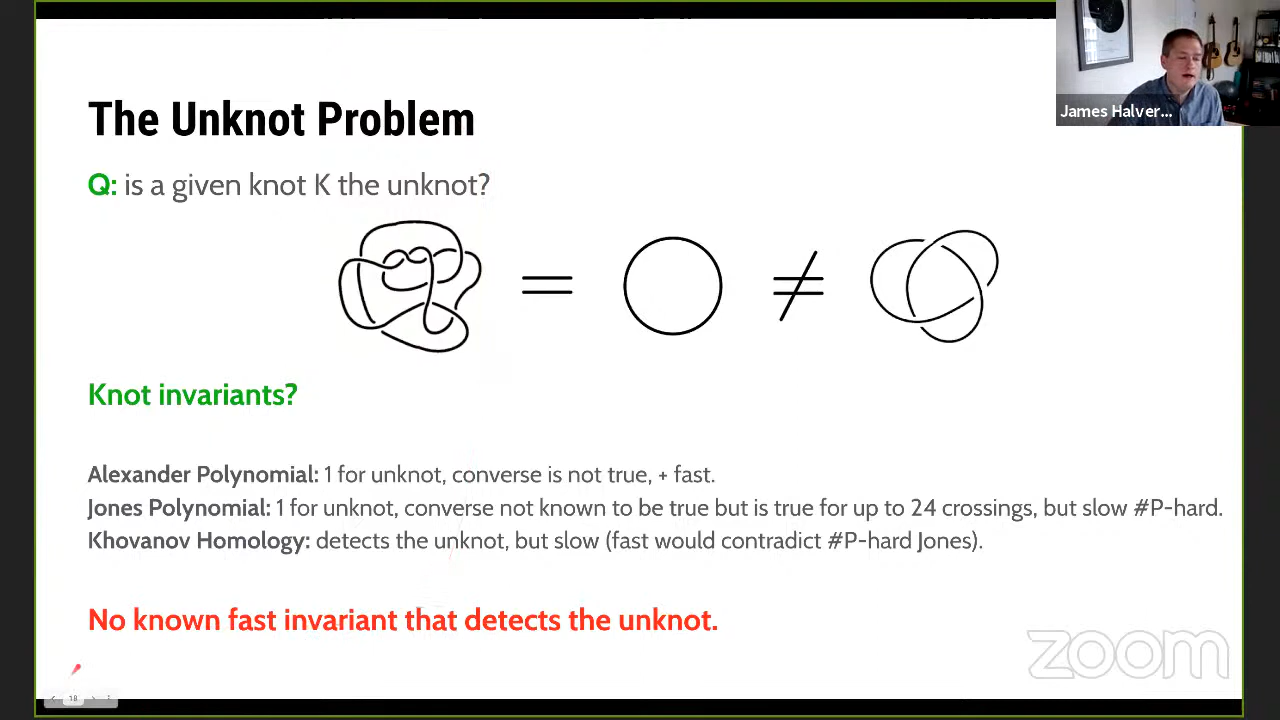 The Unknot Problem
James Halver...
Q: is a given knot K the unknot?
Knot invariants?
Alexander Polynomial: 1 for unknot, converse is not true, + fast.
Jones Polynomial: 1 for unknot, converse not known to be true but is true for up to 24 crossings, but slow #P-hard.
Khovanov Homology: detects the unknot, but slow (fast would contradict #P-hard Jones).
No known fast invariant that detects the unknot.
zoom
18